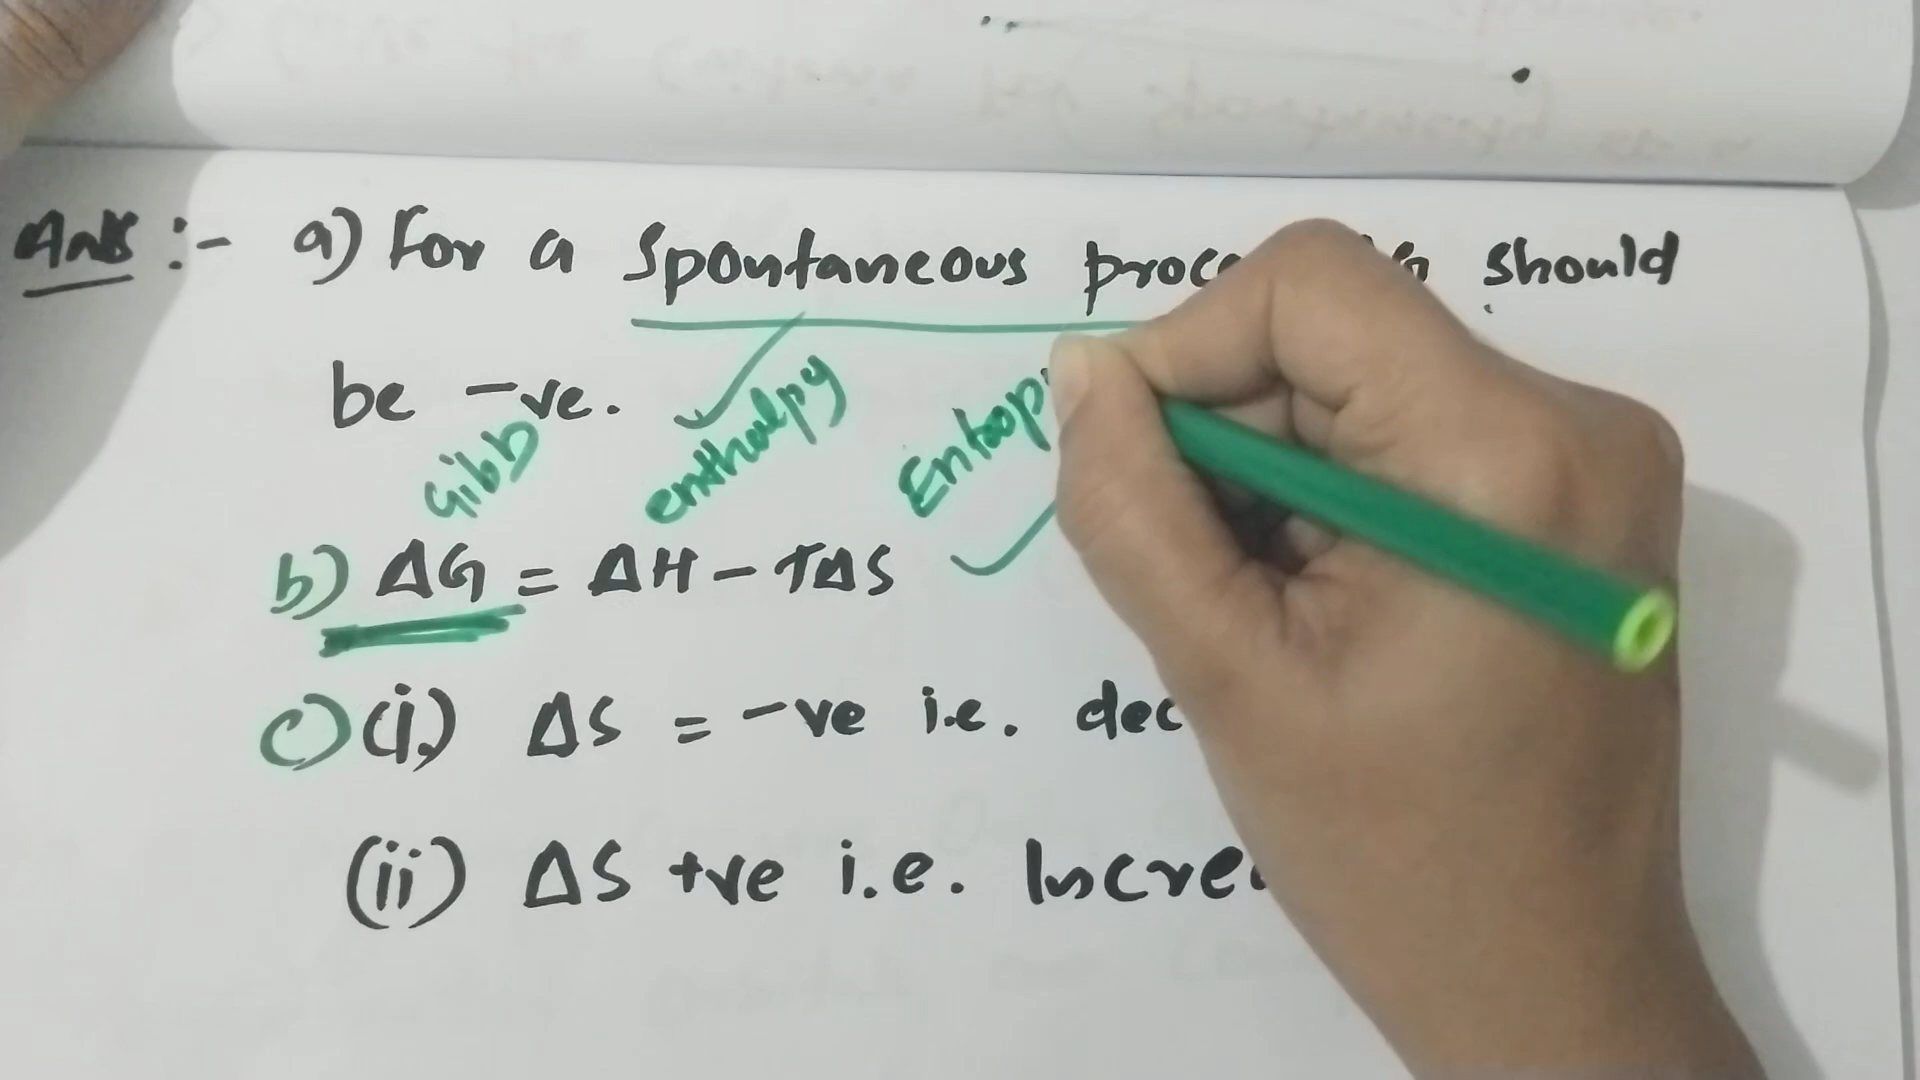 Ans :- a) For a spontaneous proc G should
be -ve.
Gibb enthalpy Entrop
b) ΔG = ΔH - TΔS
c) (i.) ΔS = -ve i.e. dec
(ii) ΔS +ve i.e. Incre